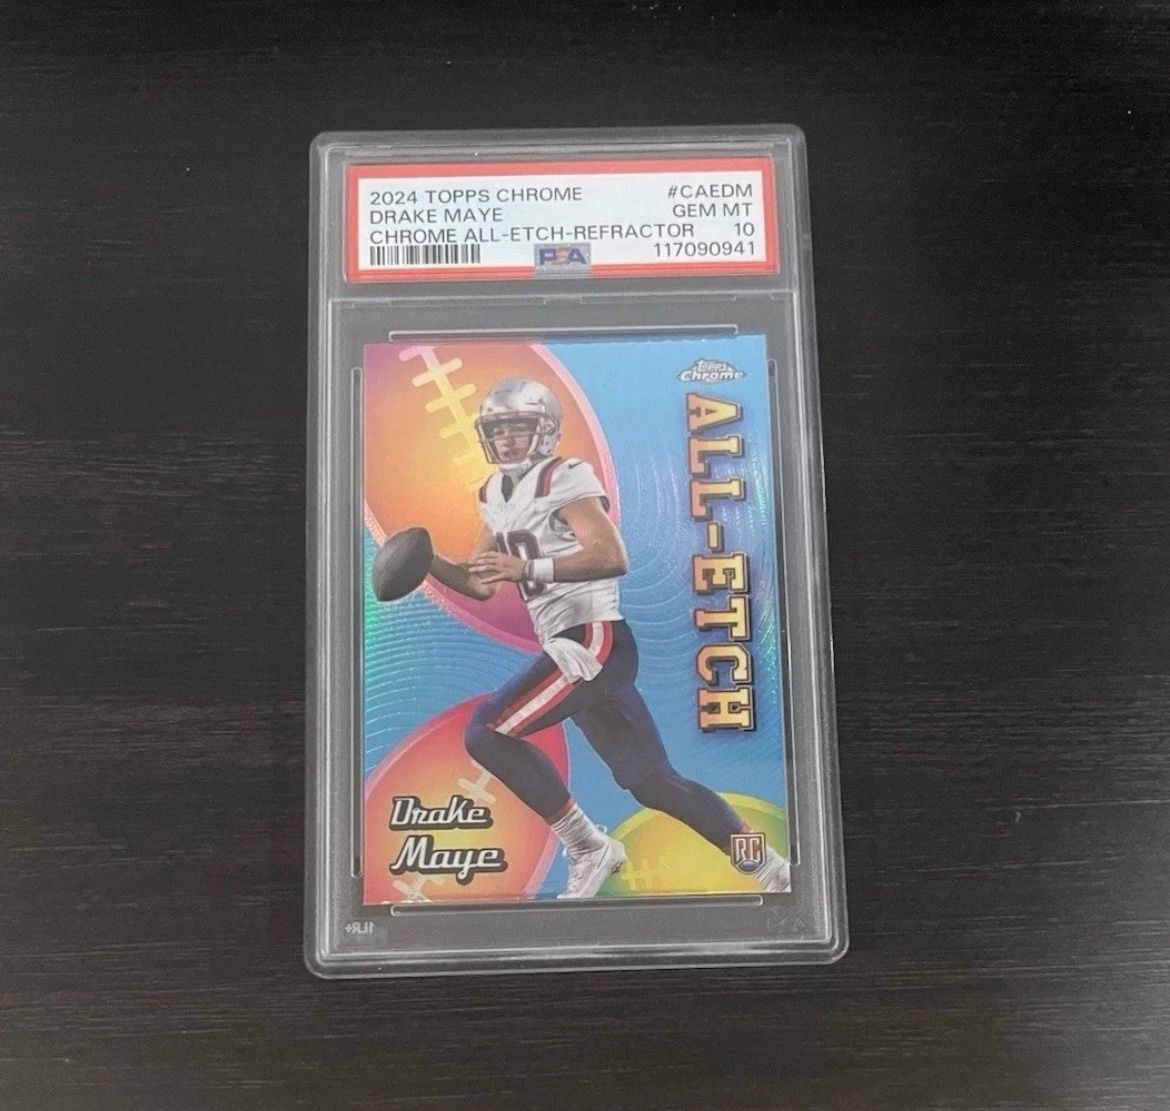 2024 TOPPS CHROME #CAEDM
DRAKE MAYE GEM MT
CHROME ALL-ETCH-REFRACTOR 10
PSA 117090941
Topps
Chrome
ALL-ETCH
10
Drake
Maye
RC